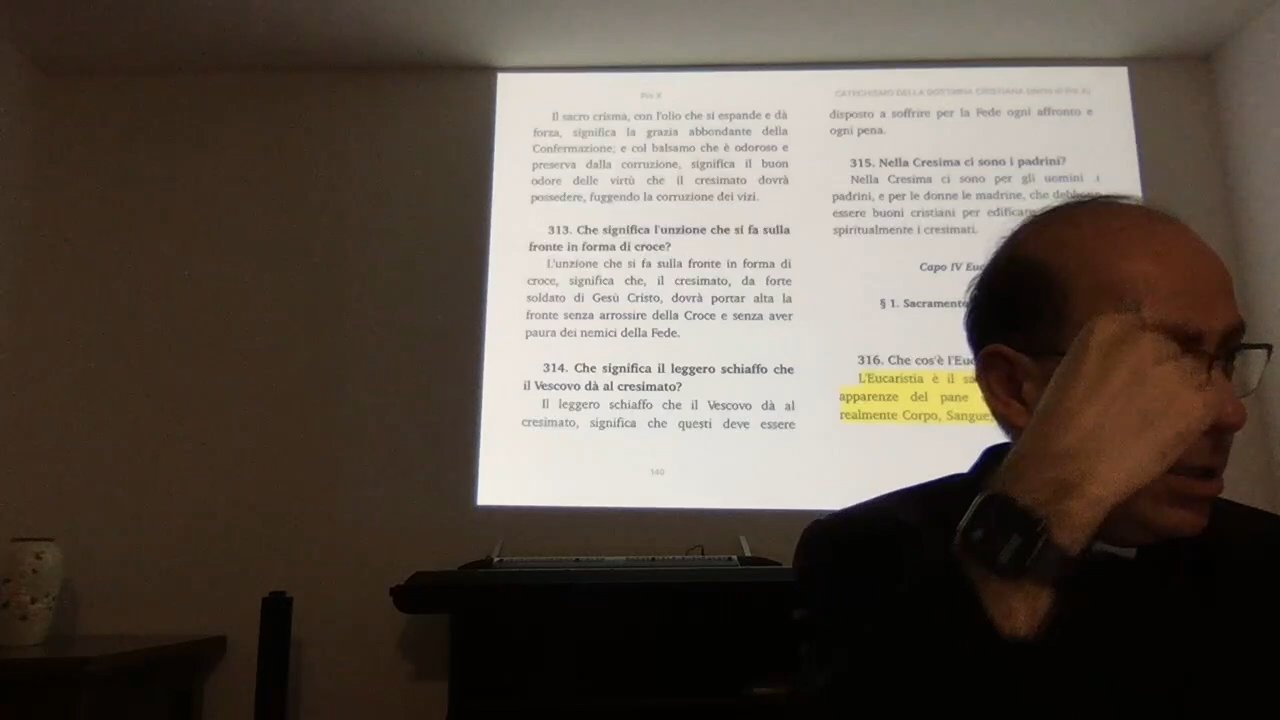 Pio X
Il sacro crisma, con l'olio che si espande e dà
forza, significa la grazia abbondante della
Confermazione; e col balsamo che è odoroso e
preserva dalla corruzione, significa il buon
odore delle virtù che il cresimato dovrà
possedere, fuggendo la corruzione dei vizi.
313. Che significa l'unzione che si fa sulla
fronte in forma di croce?
L'unzione che si fa sulla fronte in forma di
croce, significa che, il cresimato, da forte
soldato di Gesù Cristo, dovrà portar alta la
fronte senza arrossire della Croce e senza aver
paura dei nemici della Fede.
314. Che significa il leggero schiaffo che
il Vescovo dà al cresimato?
Il leggero schiaffo che il Vescovo dà al
cresimato, significa che questi deve essere
140
CATECHISMO DELLA DOTTRINA CRISTIANA
disposto a soffrire per la Fede ogni affronto e
ogni pena.
315. Nella Cresima ci sono i padrini?
Nella Cresima ci sono per gli uomini i
padrini, e per le donne le madrine, che debbono
essere buoni cristiani per edificare
spiritualmente i cresimati.
Capo IV
§ 1. Sacramento
316. Che cos'è
L'Eucaristia è il
apparenze del pane
realmente Corpo, Sangue,